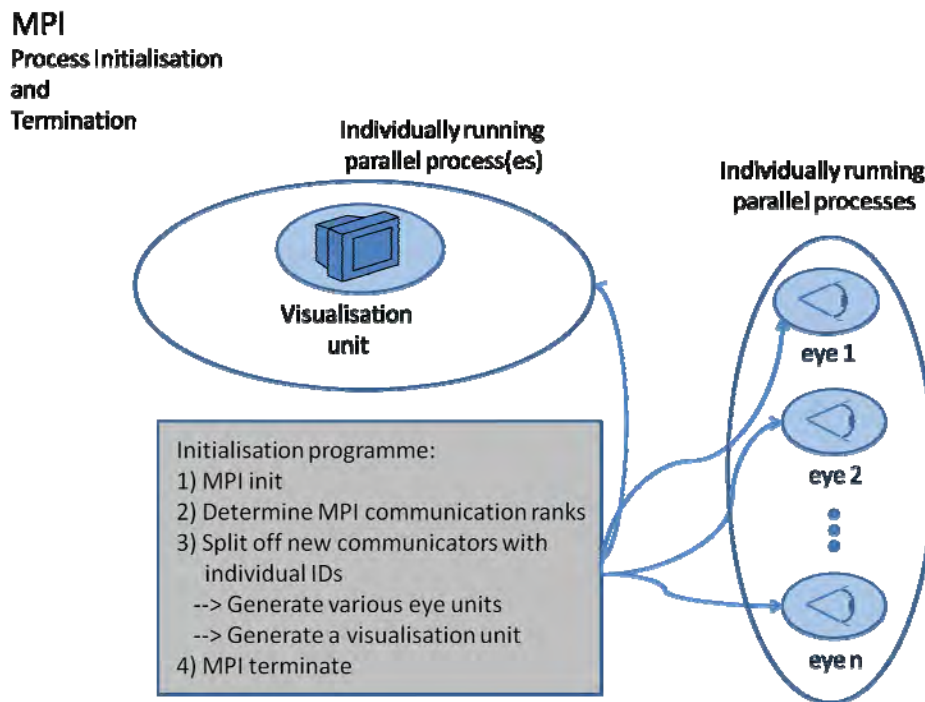 MPI
Process Initialisation
and
Termination
Individually running
parallel process(es)
Individually running
parallel processes
Visualisation
unit
eye 1
eye 2
eye n
Initialisation programme:
1) MPI init
2) Determine MPI communication ranks
3) Split off new communicators with
individual IDs
--> Generate various eye units
--> Generate a visualisation unit
4) MPI terminate